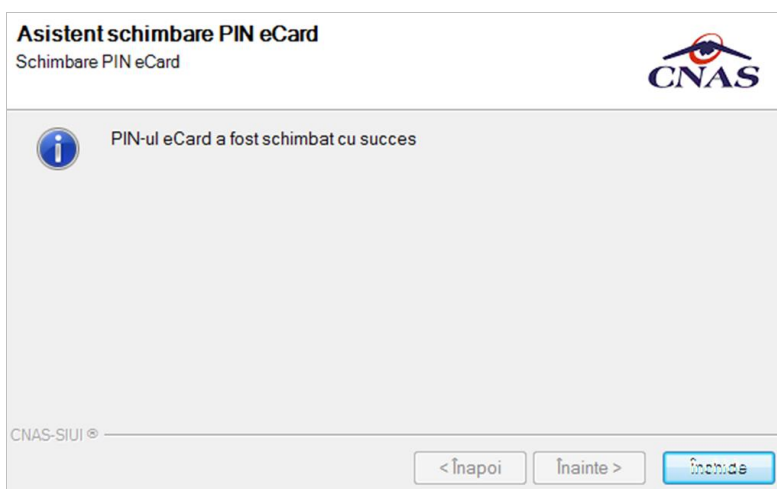 Asistent schimbare PIN eCard
Schimbare PIN eCard
CNAS
PIN-ul eCard a fost schimbat cu succes
CNAS-SIUI ®
< Înapoi
Înainte >
Închide